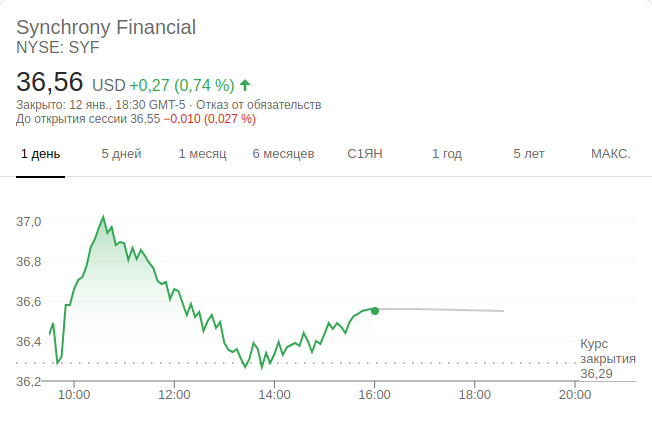 Synchrony Financial
NYSE: SYF
36,56 USD +0,27 (0,74 %)
Закрыто: 12 янв., 18:30 GMT-5 · Отказ от обязательств
До открытия сессии 36,55 −0,010 (0,027 %)
1 день 5 дней 1 месяц 6 месяцев С1ЯН 1 год 5 лет МАКС.
37,0
36,8
36,6
36,4
36,2
Курс
закрытия
36,29
10:00 12:00 14:00 16:00 18:00 20:00